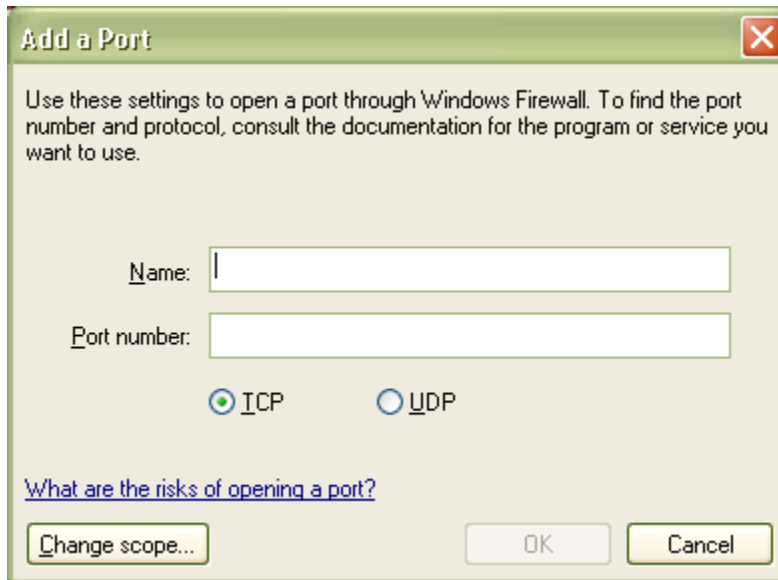 Add a Port
Use these settings to open a port through Windows Firewall. To find the port
number and protocol, consult the documentation for the program or service you
want to use.
Name:
Port number:
TCP UDP
What are the risks of opening a port?
Change scope... OK Cancel